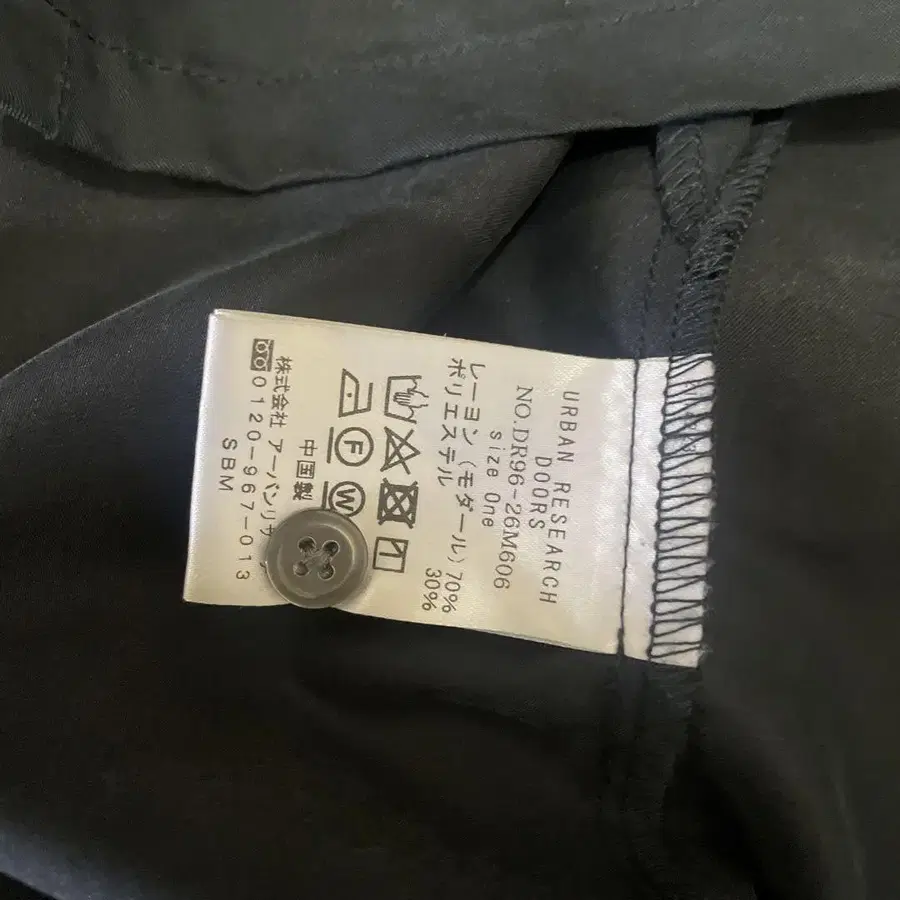 URBAN RESEARCH
DOORS
NO.DR96-26M606
size One
レーヨン(モダール)70%
ポリエステル 30%
F
W
中国製
株式会社 アーバンリサ
0120-967-013
SBM